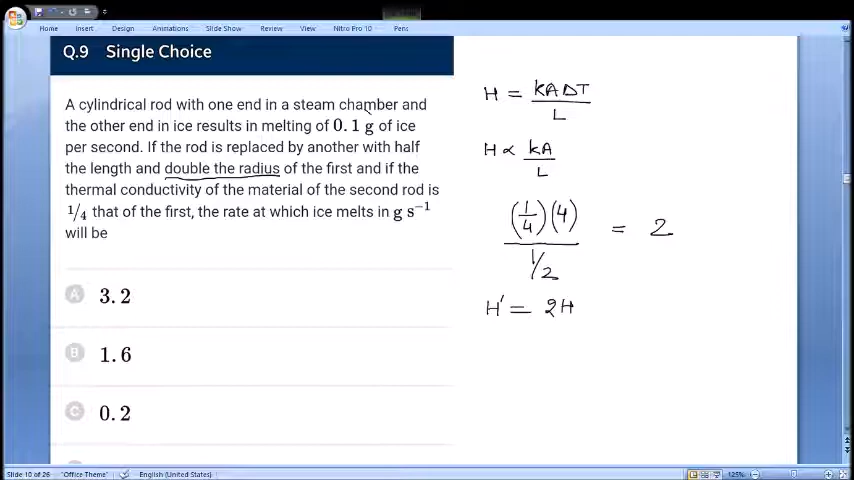 Home Insert Design Animations Slide Show Review View Nitro Pro 10 Pens
Q.9 Single Choice
A cylindrical rod with one end in a steam chamber and
the other end in ice results in melting of 0.1 g of ice
per second. If the rod is replaced by another with half
the length and double the radius of the first and if the
thermal conductivity of the material of the second rod is
1/4 that of the first, the rate at which ice melts in g s⁻¹
will be
A 3.2
B 1.6
C 0.2
H = kAΔT/L
H ∝ kA/L
(1/4)(4)/1/2 = 2
H' = 2H
Slide 10 of 26 "Office Theme" English (United States) 125%